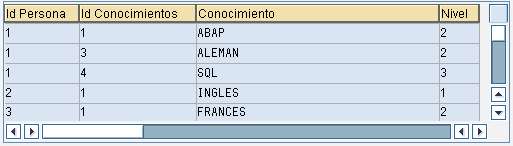 Id Persona Id Conocimientos Conocimiento Nivel
1 1 ABAP 2
1 3 ALEMAN 2
1 4 SQL 3
2 1 INGLES 1
3 1 FRANCES 2